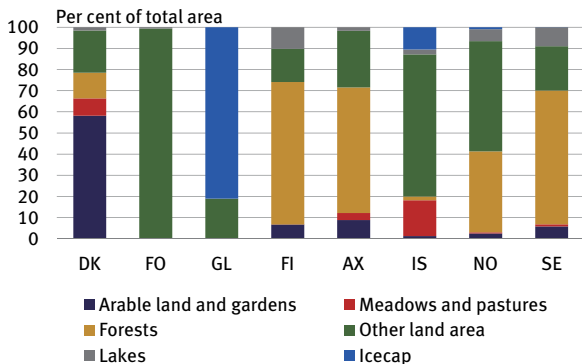 Per cent of total area
100
90
80
70
60
50
40
30
20
10
0
DK FO GL FI AX IS NO SE
Arable land and gardens Meadows and pastures
Forests Other land area
Lakes Icecap